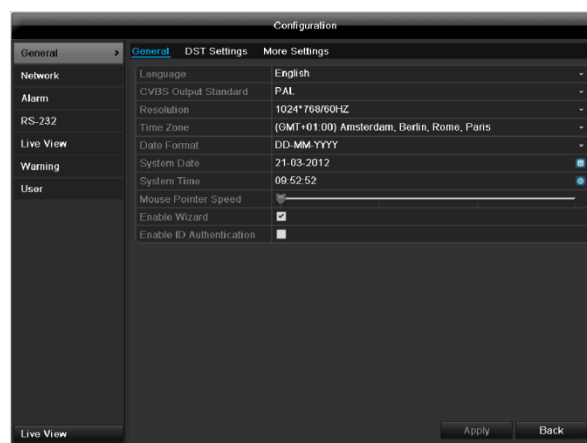 Configuration
General >
Network
Alarm
RS-232
Live View
Warning
User
Live View
General DST Settings More Settings
Language English
CVBS Output Standard PAL
Resolution 1024*768/60HZ
Time Zone (GMT+01:00) Amsterdam, Berlin, Rome, Paris
Date Format DD-MM-YYYY
System Date 21-03-2012
System Time 09:52:52
Mouse Pointer Speed
Enable Wizard
Enable ID Authentication
Apply Back